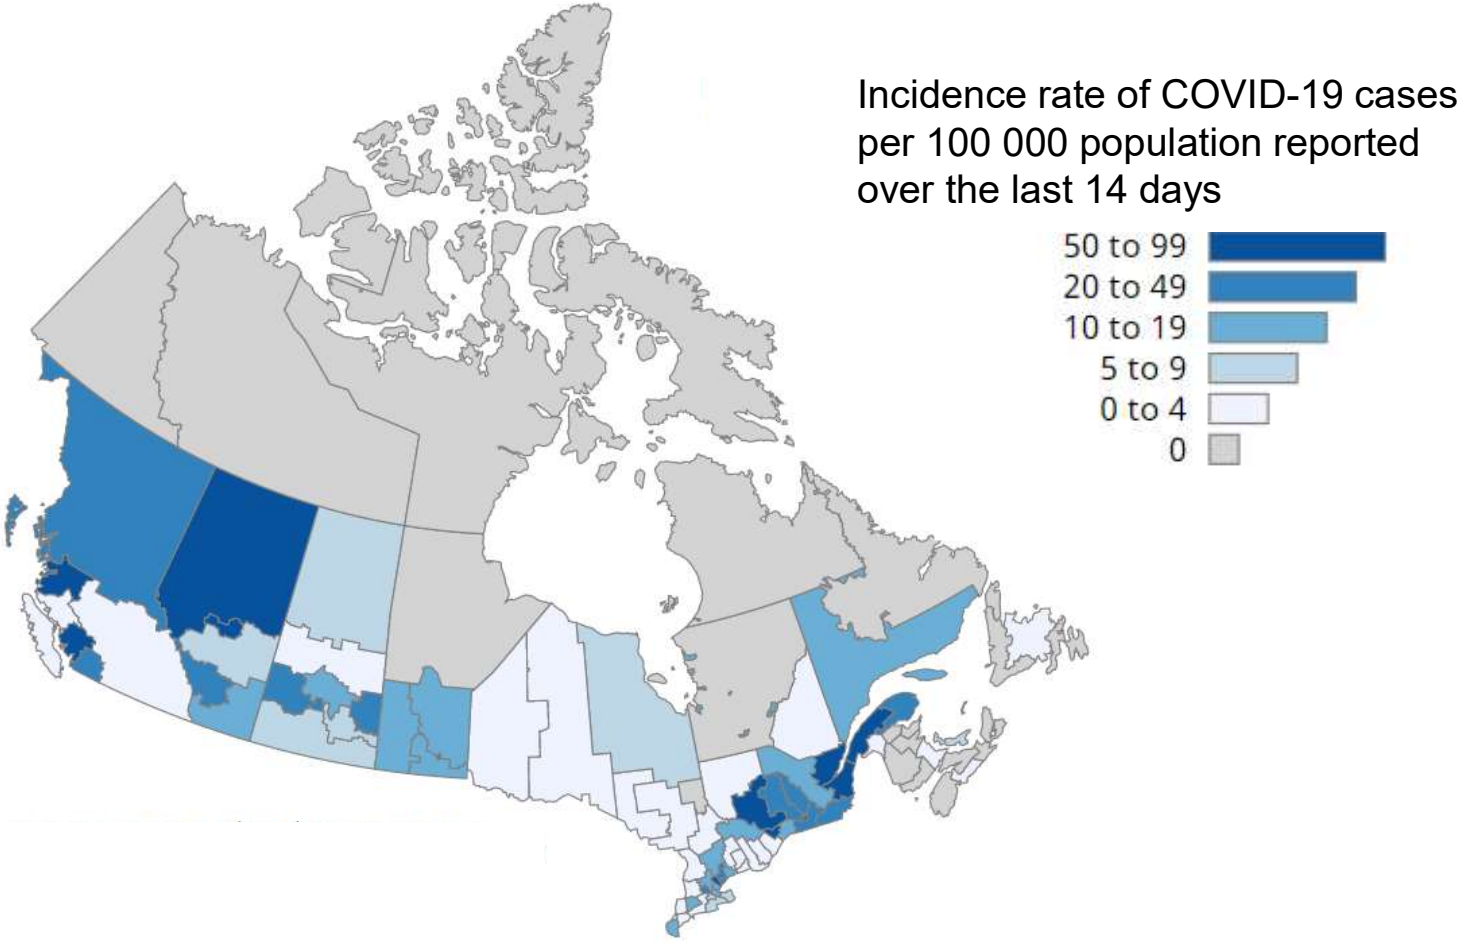 Incidence rate of COVID-19 cases
per 100 000 population reported
over the last 14 days
50 to 99
20 to 49
10 to 19
5 to 9
0 to 4
0